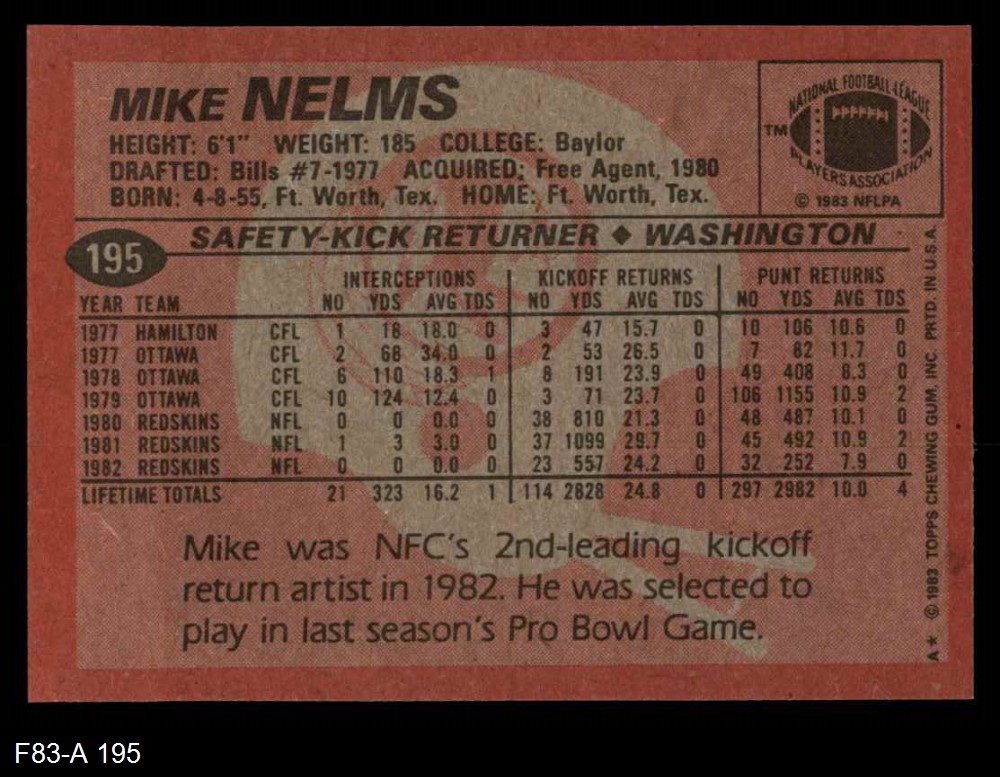 MIKE NELMS
HEIGHT: 6'1" WEIGHT: 185 COLLEGE: Baylor
DRAFTED: Bills #7-1977 ACQUIRED: Free Agent, 1980
BORN: 4-8-55, Ft. Worth, Tex. HOME: Ft. Worth, Tex.
NATIONAL FOOTBALL LEAGUE
TM
PLAYERS ASSOCIATION
© 1983 NFLPA
195
SAFETY-KICK RETURNER ♦ WASHINGTON
INTERCEPTIONS KICKOFF RETURNS PUNT RETURNS
YEAR TEAM NO YDS AVG TDS NO YDS AVG TDS NO YDS AVG TDS
1977 HAMILTON CFL 1 18 18.0 0 3 47 15.7 0 10 106 10.6 0
1977 OTTAWA CFL 2 68 34.0 0 2 53 26.5 0 7 82 11.7 0
1978 OTTAWA CFL 6 110 18.3 1 8 191 23.9 0 49 408 8.3 0
1979 OTTAWA CFL 10 124 12.4 0 3 71 23.7 0 106 1155 10.9 2
1980 REDSKINS NFL 0 0 0.0 0 38 810 21.3 0 48 487 10.1 0
1981 REDSKINS NFL 1 3 3.0 0 37 1099 29.7 0 45 492 10.9 2
1982 REDSKINS NFL 0 0 0.0 0 23 557 24.2 0 32 252 7.9 0
LIFETIME TOTALS 21 323 16.2 1 114 2828 24.8 0 297 2982 10.0 4
Mike was NFC's 2nd-leading kickoff
return artist in 1982. He was selected to
play in last season's Pro Bowl Game.
A★ © 1983 TOPPS CHEWING GUM, INC. PRTD. IN U.S.A.
F83-A 195